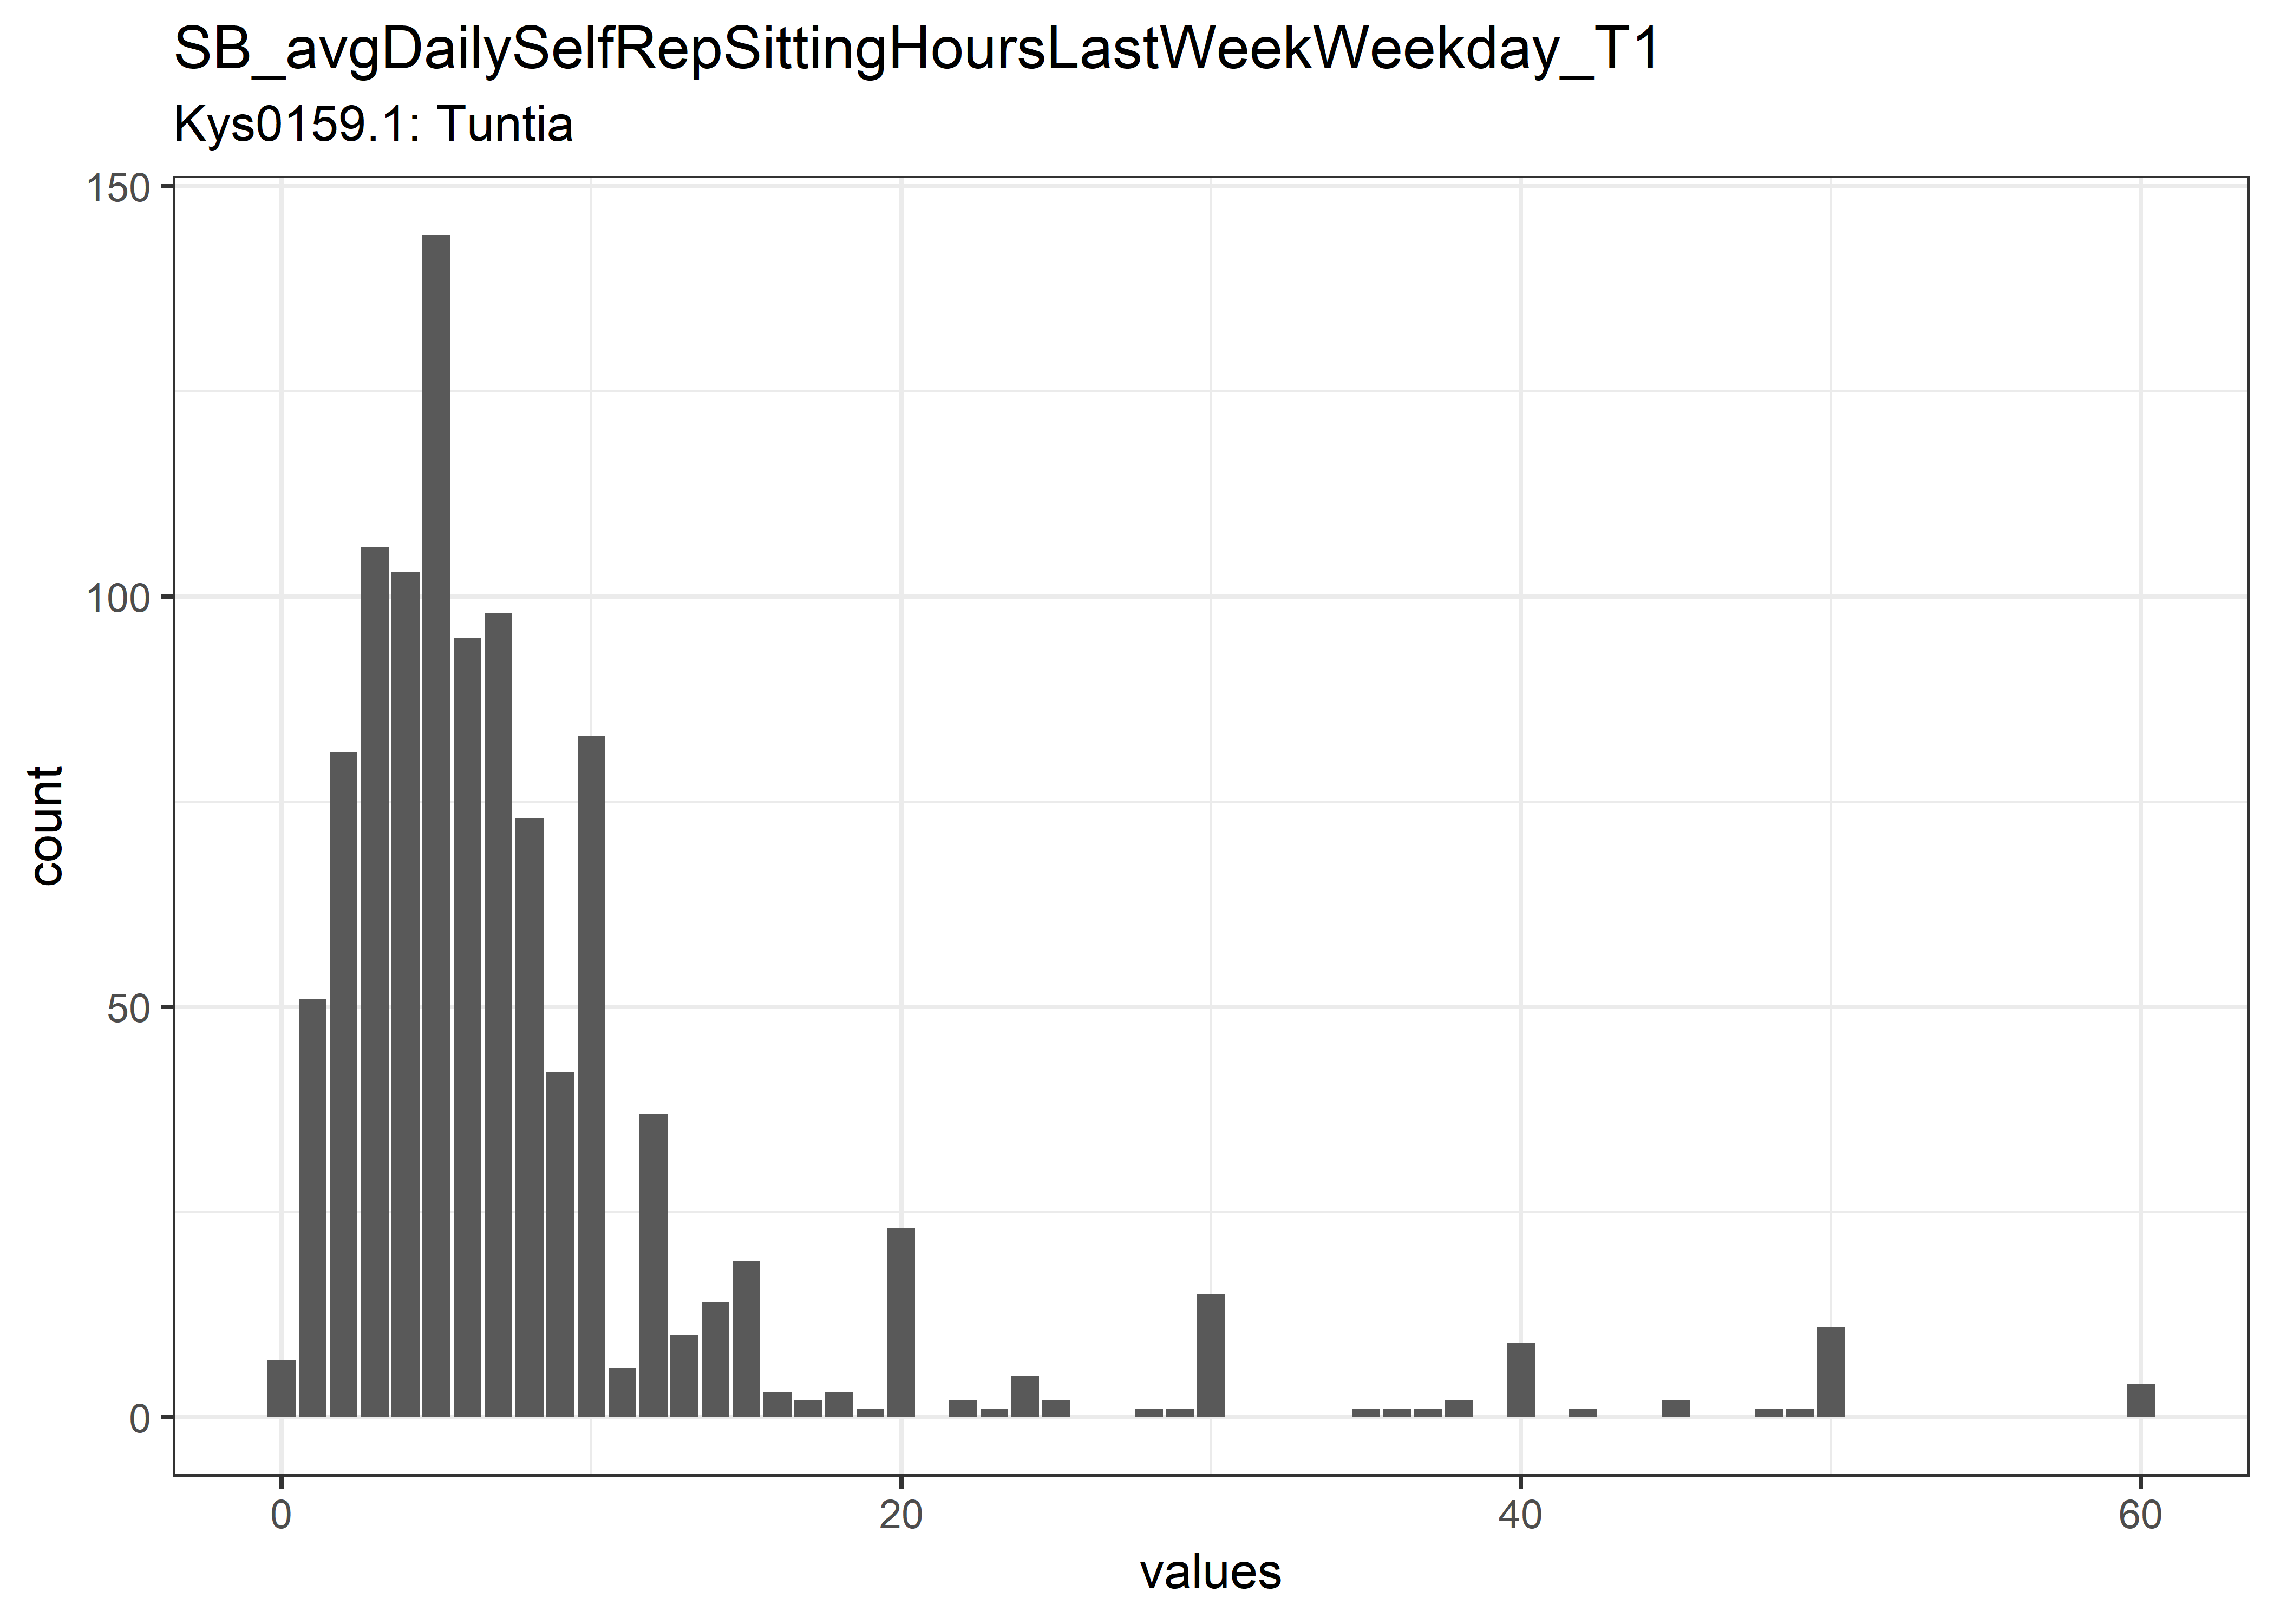 SB_avgDailySelfRepSittingHoursLastWeekWeekday_T1
Kys0159.1: Tuntia
150
100
50
0
count
0 20 40 60
values